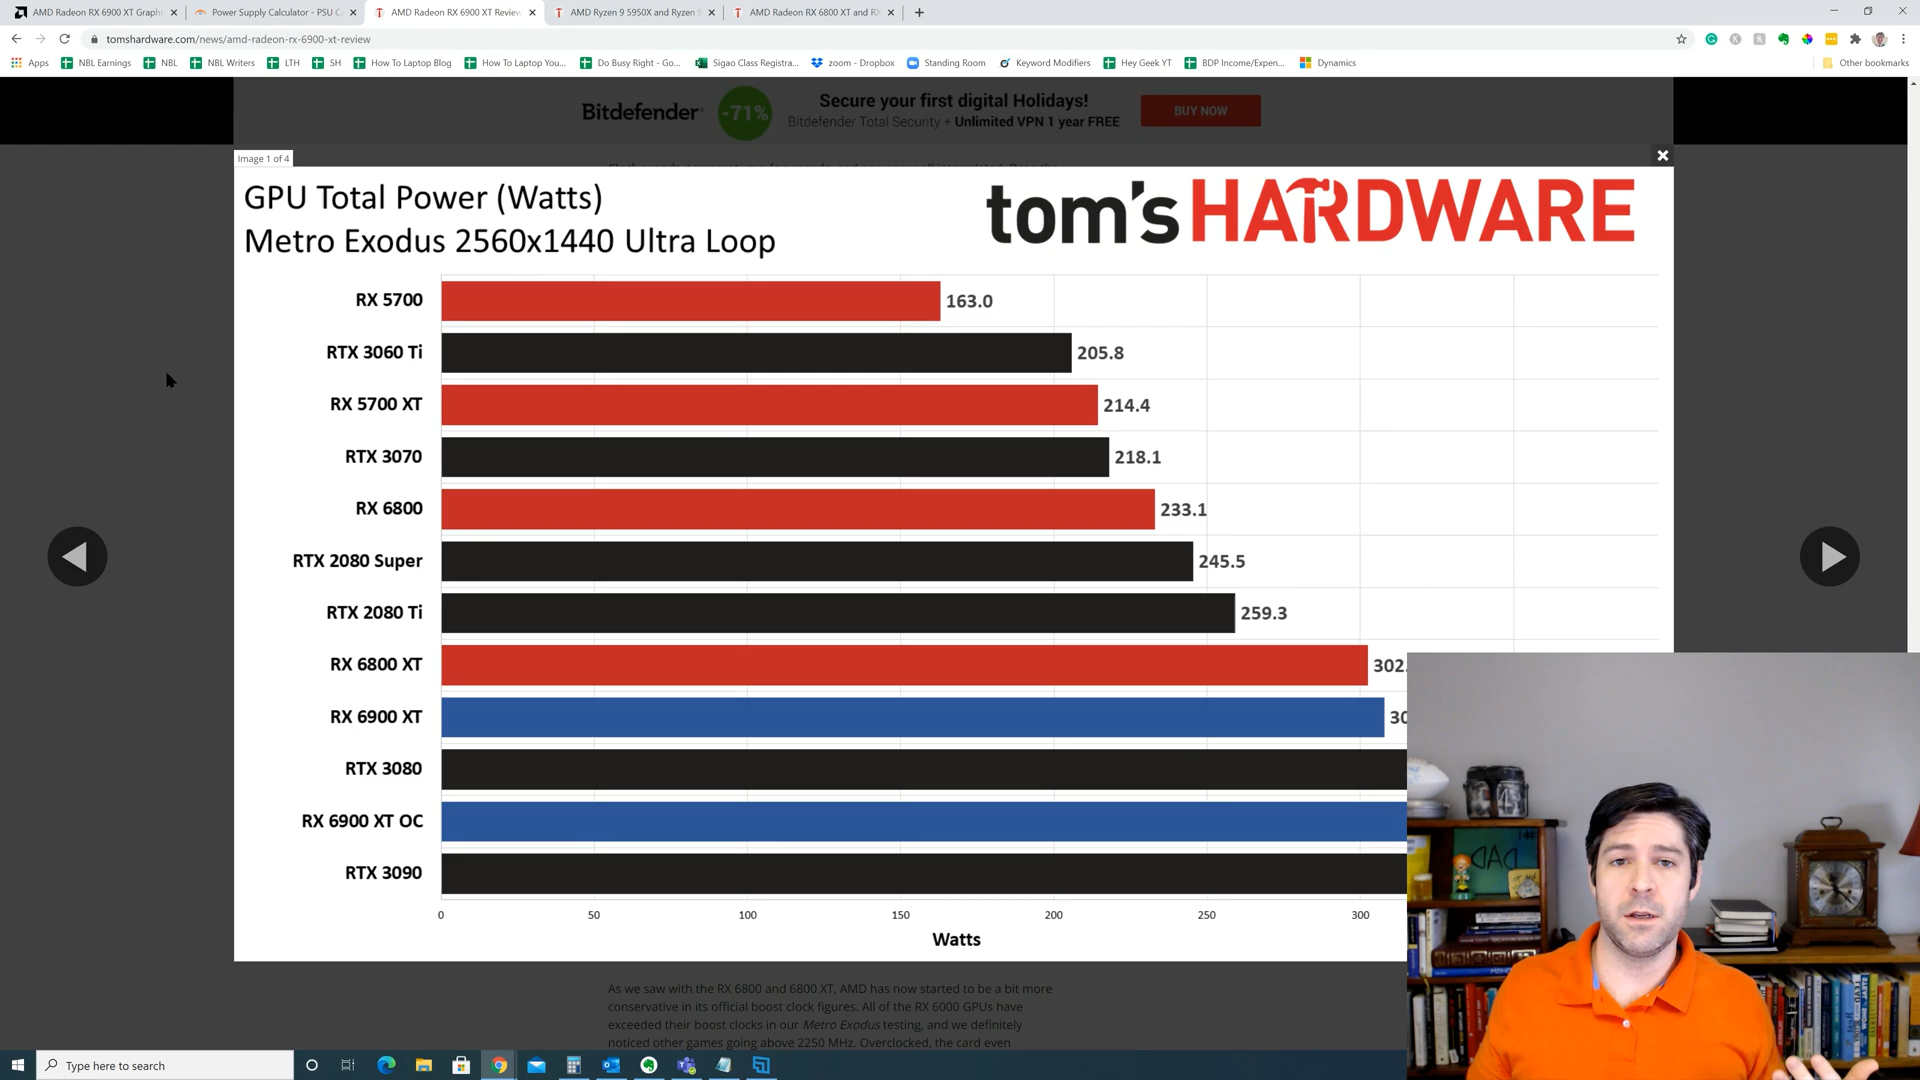 AMD Radeon RX 6900 XT Graphi
Power Supply Calculator - PSU C
AMD Radeon RX 6900 XT Review
AMD Ryzen 9 5950X and Ryzen 9
AMD Radeon RX 6800 XT and RX
tomshardware.com/news/amd-radeon-rx-6900-xt-review
Apps
NBL Earnings
NBL
NBL Writers
LTH
SH
How To Laptop Blog
How To Laptop You...
Do Busy Right - Go...
Sigao Class Registra...
zoom - Dropbox
Standing Room
Keyword Modifiers
Hey Geek YT
BDP Income/Expen...
Dynamics
Other bookmarks
Bitdefender
-71%
Secure your first digital Holidays!
Bitdefender Total Security + Unlimited VPN 1 year FREE
BUY NOW
Image 1 of 4
GPU Total Power (Watts)
Metro Exodus 2560x1440 Ultra Loop
tom's HARDWARE
RX 5700
163.0
RTX 3060 Ti
205.8
RX 5700 XT
214.4
RTX 3070
218.1
RX 6800
233.1
RTX 2080 Super
245.5
RTX 2080 Ti
259.3
RX 6800 XT
302.
RX 6900 XT
30
RTX 3080
RX 6900 XT OC
RTX 3090
0
50
100
150
200
250
300
Watts
DAD
As we saw with the RX 6800 and 6800 XT, AMD has now started to be a bit more
conservative in its official boost clock figures. All of the RX 6000 GPUs have
exceeded their boost clocks in our Metro Exodus testing, and we definitely
noticed other games going above 2250 MHz. Overclocked, the card even
Type here to search